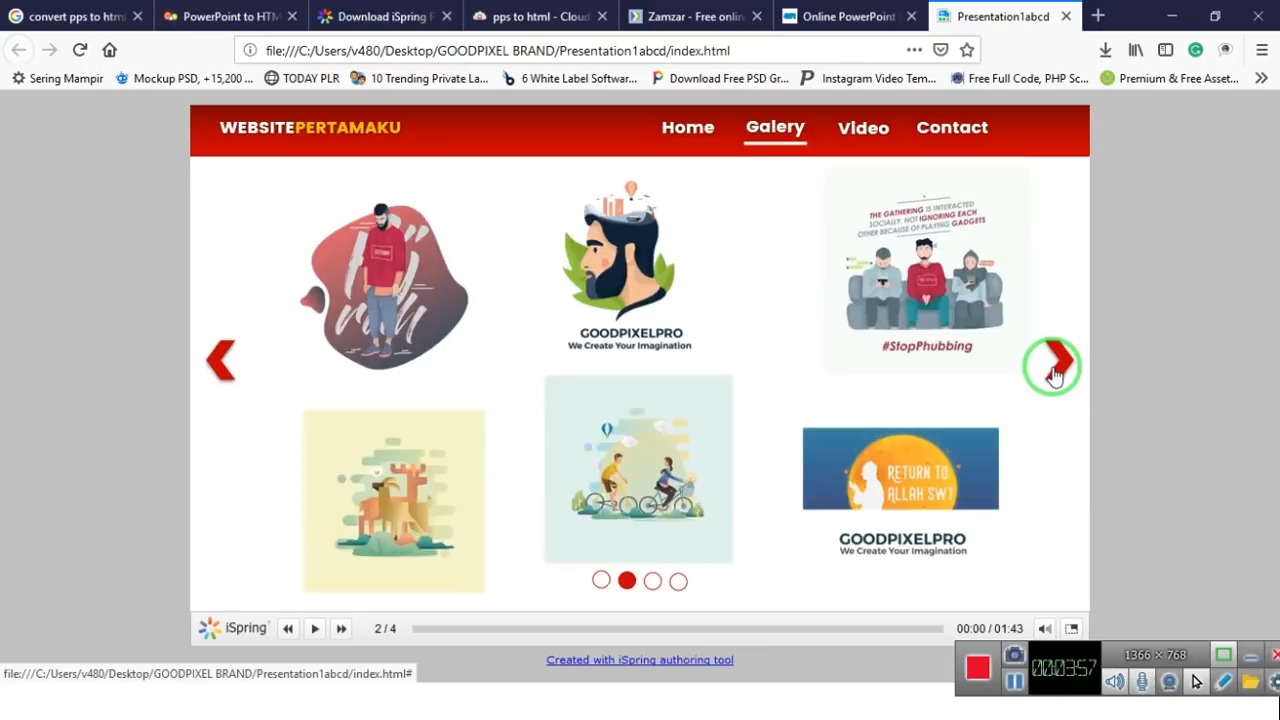 convert pps to html
PowerPoint to HTM
Download iSpring F
pps to html - Cloud
Zamzar - Free onlin
Online PowerPoint
Presentation1abcd
file:///C:/Users/v480/Desktop/GOODPIXEL BRAND/Presentation1abcd/index.html
Sering Mampir
Mockup PSD, +15,200 ...
TODAY PLR
10 Trending Private La...
6 White Label Softwar...
Download Free PSD Gr...
Instagram Video Tem...
Free Full Code, PHP Sc...
Premium & Free Asset...
WEBSITEPERTAMAKU
Home
Galery
Video
Contact
GOODPIXELPRO
We Create Your Imagination
THE GATHERING IS INTERACTED
SOCIALLY, NOT IGNORING EACH
OTHER BECAUSE OF PLAYING GADGETS
#StopPhubbing
RETURN TO
ALLAH SWT
GOODPIXELPRO
We Create Your Imagination
iSpring
2 / 4
00:00 / 01:43
Created with iSpring authoring tool
file:///C:/Users/v480/Desktop/GOODPIXEL BRAND/Presentation1abcd/index.html#
1366 × 768
000:3:57